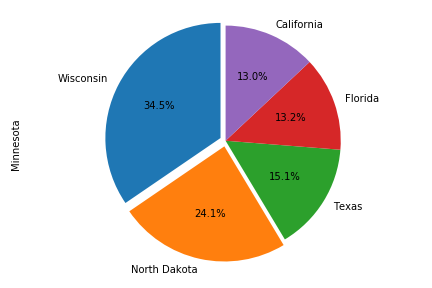 California
Wisconsin
13.0%
Florida
34.5%
13.2%
Minnesota
15.1%
Texas
24.1%
North Dakota